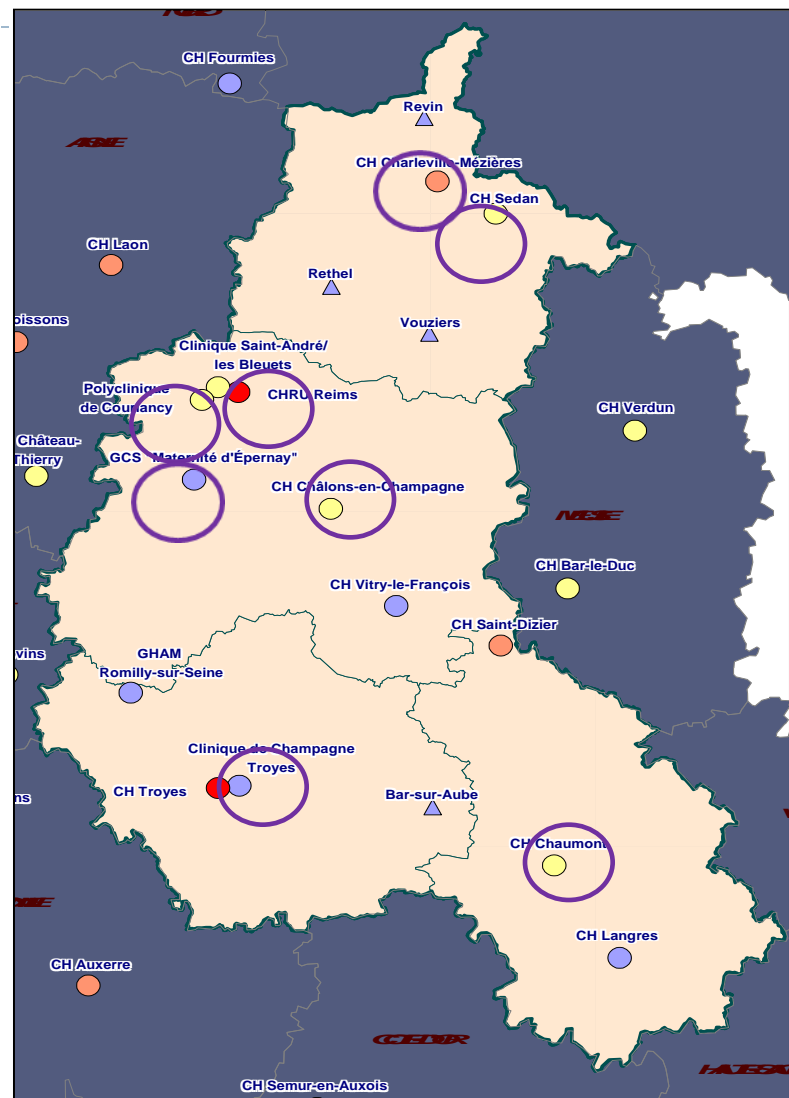 CH Fournies
Revin
CH Charleville-Mézières
CH Sedan
CH Laon
Rethel
oissons
Vouziers
Clinique Saint-André/
les Bleuets
Polyclinique
de Courlancy
CHRU Reims
CH Verdun
Château-
Thierry
GCS "Maternité d'Épernay"
CH Châlons-en-Champagne
CH Bar-le-Duc
CH Vitry-le-François
CH Saint-Dizier
vins
GHAM
Romilly-sur-Seine
Clinique de Champagne
Troyes
CH Troyes
Bar-sur-Aube
ns
CH Chaumont
CH Langres
CH Auxerre
CH Semur-en-Auxois